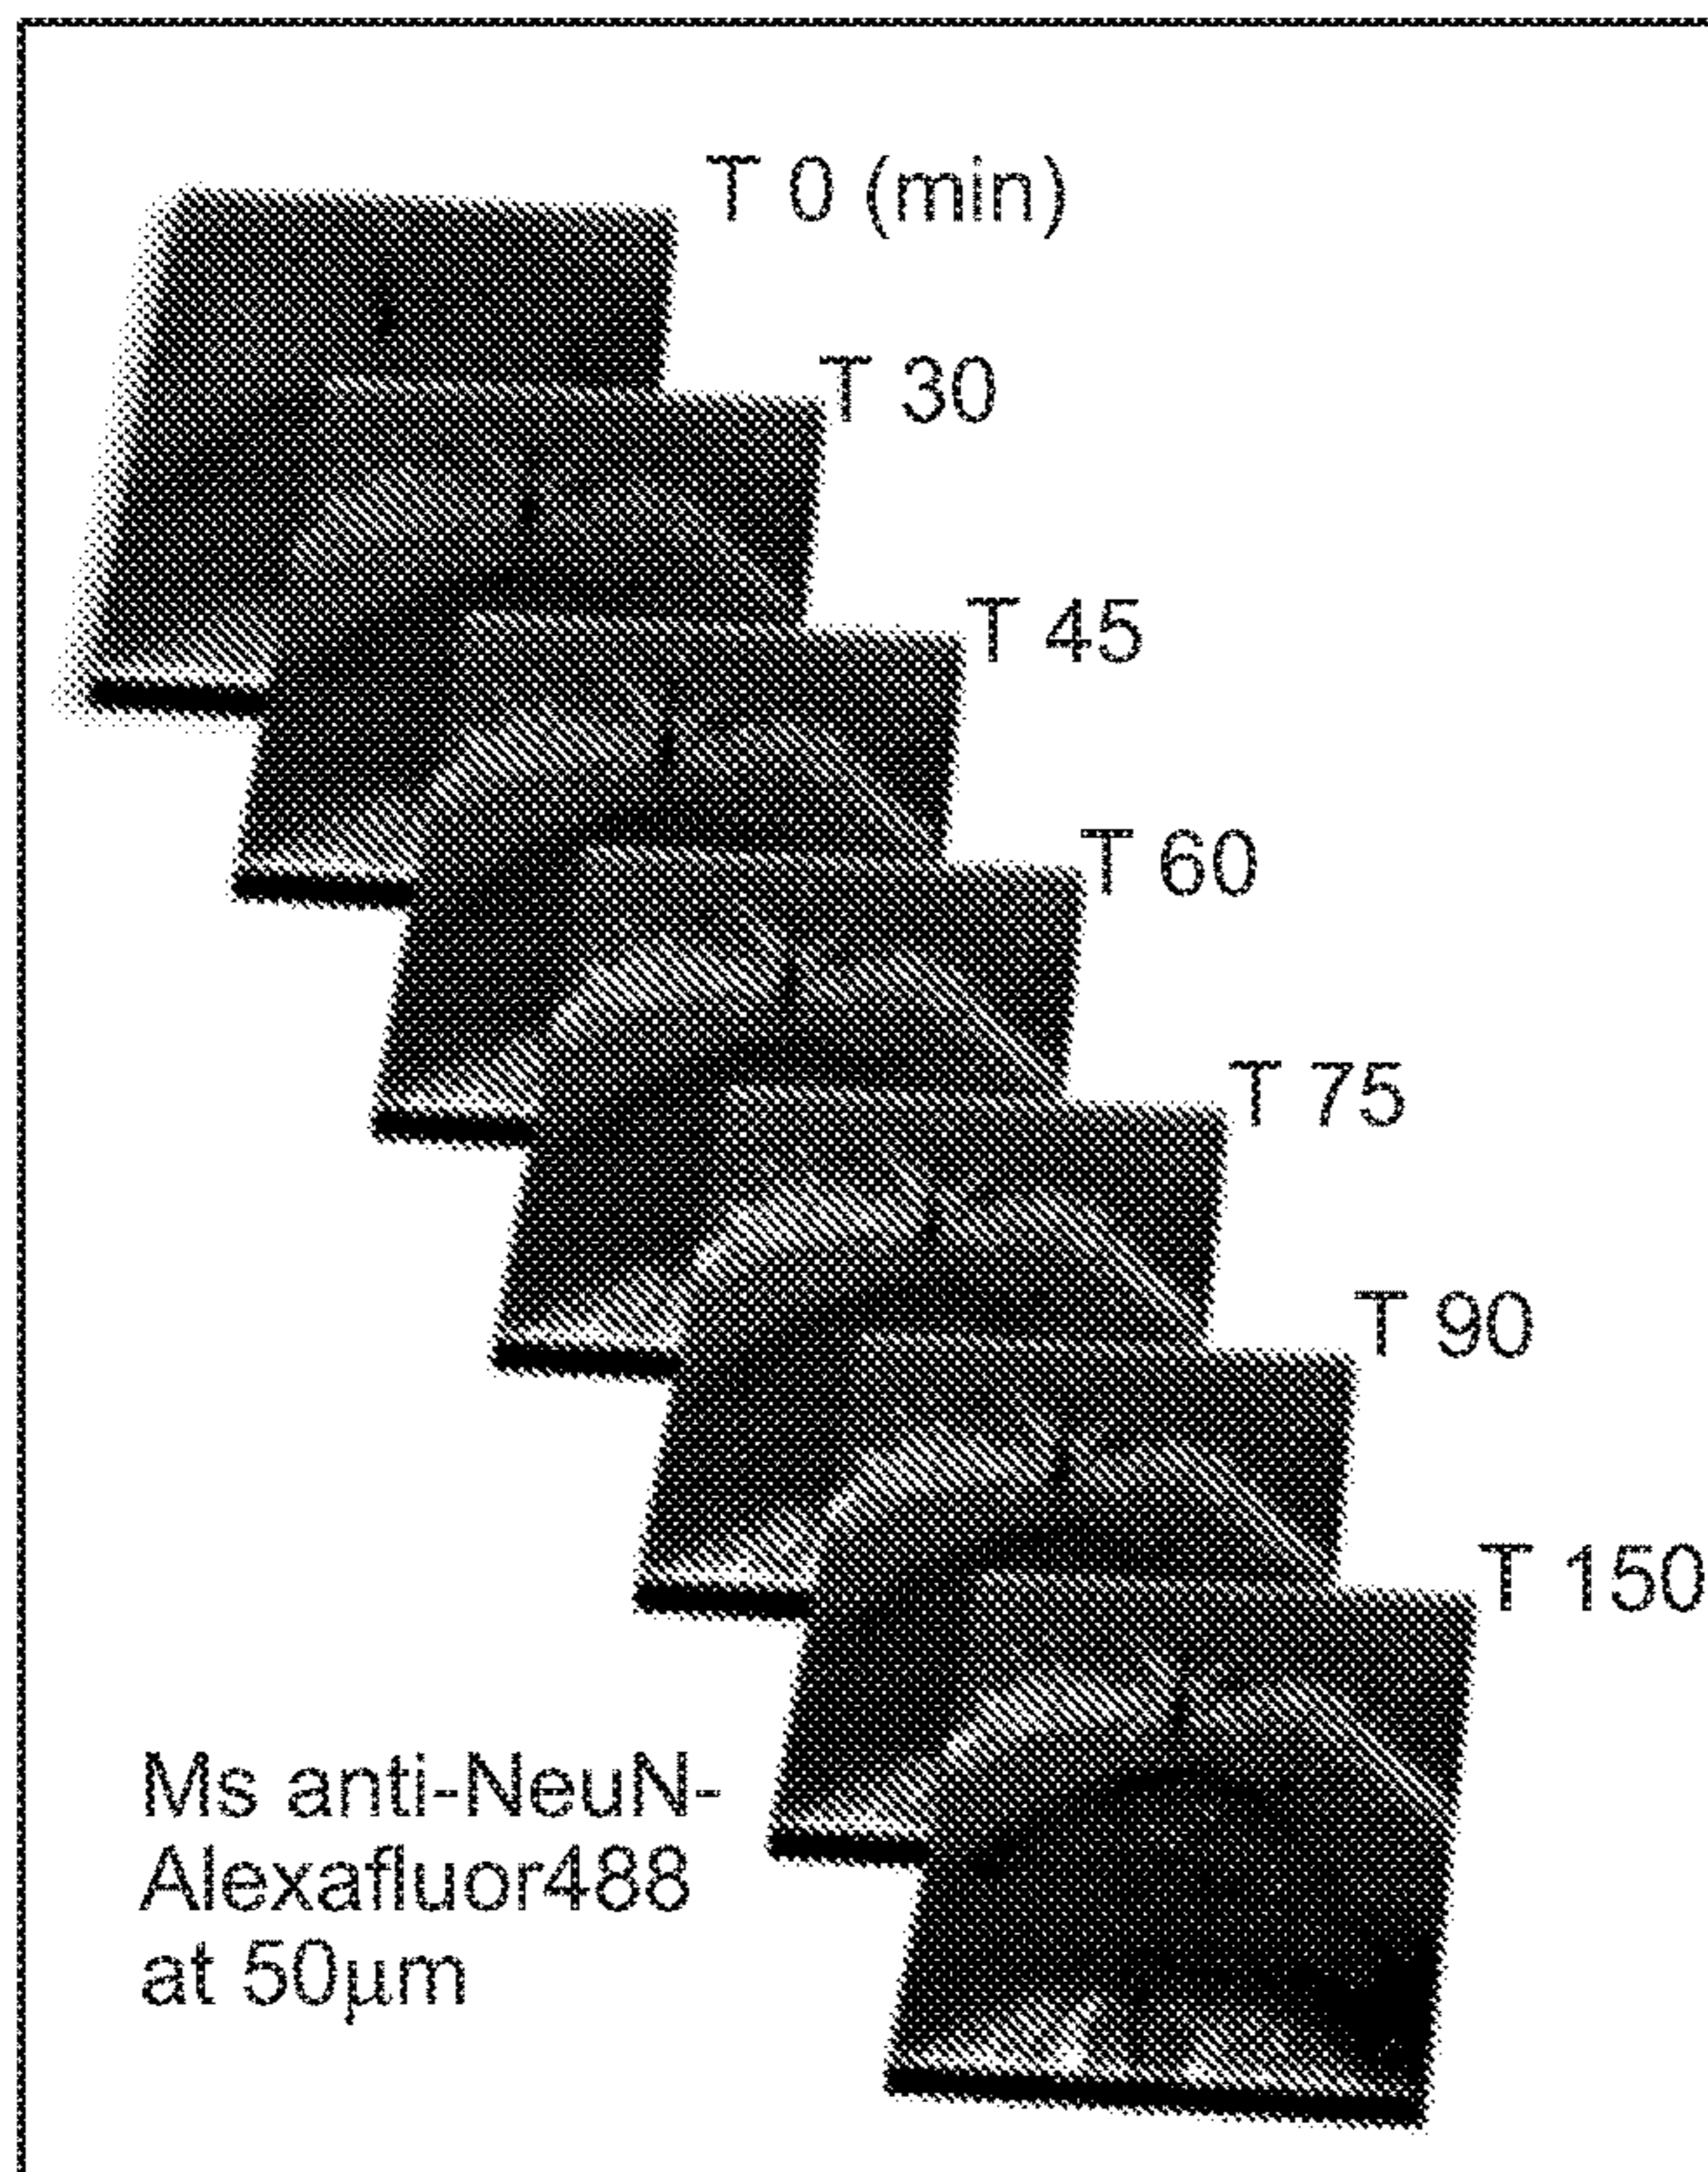 T 0 (min)
T 30
T 45
T 60
T 75
T 90
T 150
Ms anti-NeuN-
Alexafluor488
at 50μm